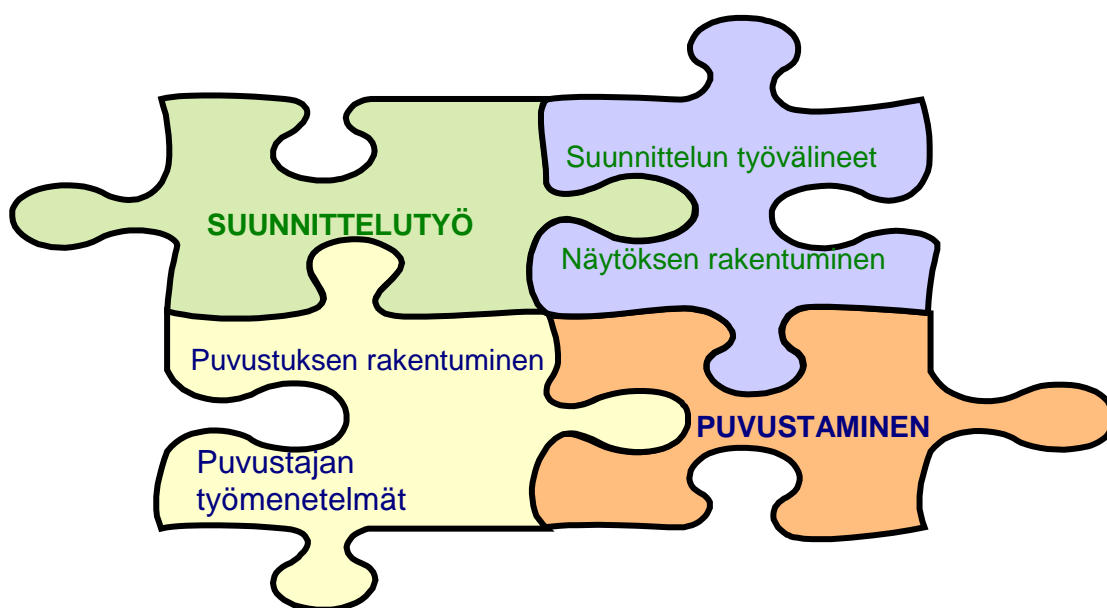 SUUNNITTELUTYÖ
Suunnittelun työvälineet
Näytöksen rakentuminen
Puvustuksen rakentuminen
Puvustajan
työmenetelmät
PUVUSTAMINEN